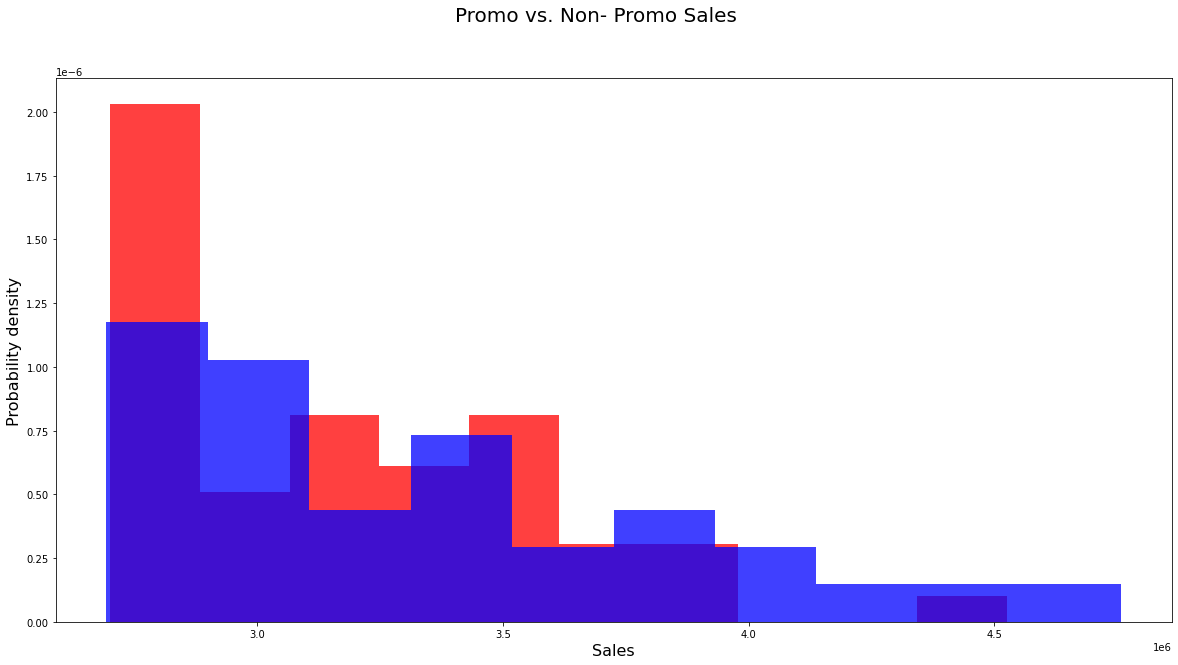 Promo vs. Non- Promo Sales
1e−6
2.00
1.75
1.50
1.25
1.00
0.75
0.50
0.25
0.00
Probability density
3.0 3.5 4.0 4.5
1e6
Sales